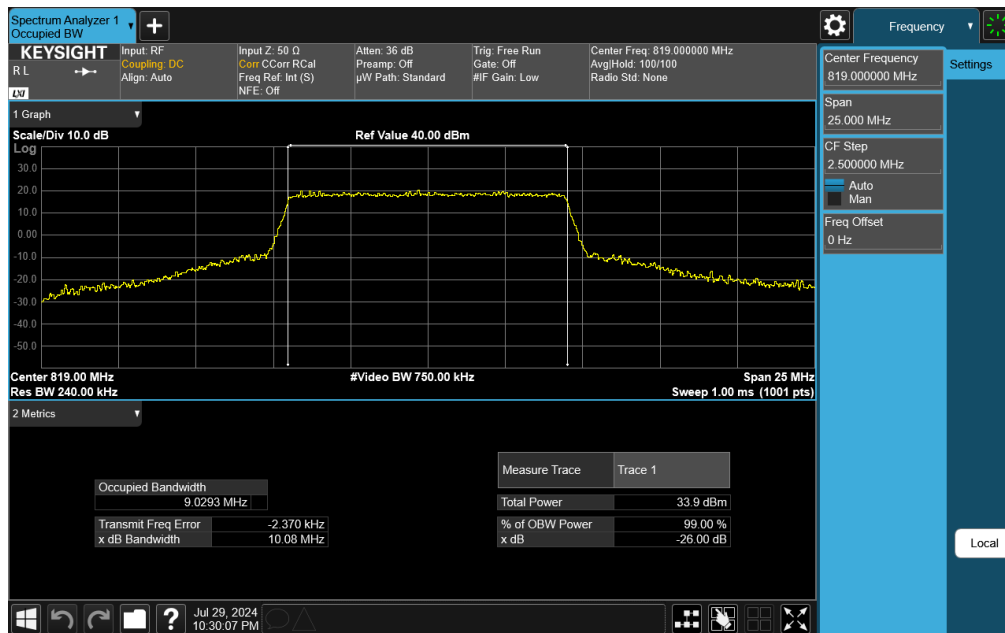 Spectrum Analyzer 1
Occupied BW
Frequency
KEYSIGHT
R L
LXI
Input: RF
Coupling: DC
Align: Auto
Input Z: 50 Ω
Corr CCorr RCal
Freq Ref: Int (S)
NFE: Off
Atten: 36 dB
Preamp: Off
µW Path: Standard
Trig: Free Run
Gate: Off
#IF Gain: Low
Center Freq: 819.000000 MHz
Avg|Hold: 100/100
Radio Std: None
Center Frequency
819.000000 MHz
Settings
Span
25.000 MHz
CF Step
2.500000 MHz
Auto
Man
Freq Offset
0 Hz
Local
1 Graph
Scale/Div 10.0 dB
Ref Value 40.00 dBm
Log
30.0
20.0
10.0
0.00
-10.0
-20.0
-30.0
-40.0
-50.0
Center 819.00 MHz
#Video BW 750.00 kHz
Span 25 MHz
Res BW 240.00 kHz
Sweep 1.00 ms (1001 pts)
2 Metrics
Occupied Bandwidth
9.0293 MHz
Transmit Freq Error -2.370 kHz
x dB Bandwidth 10.08 MHz
Measure Trace Trace 1
Total Power 33.9 dBm
% of OBW Power 99.00 %
x dB -26.00 dB
?
Jul 29, 2024
10:30:07 PM